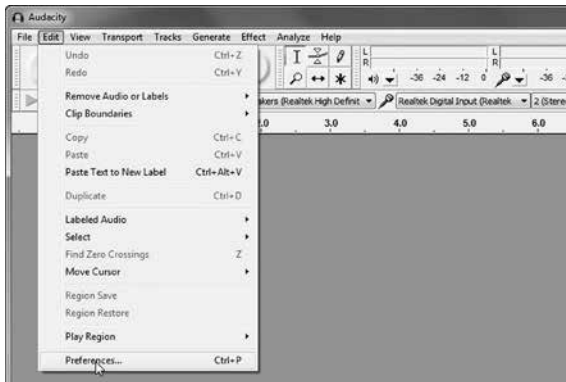 Audacity
File Edit View Transport Tracks Generate Effect Analyze Help
Undo Ctrl+Z
Redo Ctrl+Y
Remove Audio or Labels
Clip Boundaries
Copy Ctrl+C
Paste Ctrl+V
Paste Text to New Label Ctrl+Alt+V
Duplicate Ctrl+D
Labeled Audio
Select
Find Zero Crossings Z
Move Cursor
Region Save
Region Restore
Play Region
Preferences... Ctrl+P
L L
R R
-36 -24 -12 0 -36
akers (Realtek High Definit Realtek Digital Input (Realtek 2 (Stere
2.0 3.0 4.0 5.0 6.0